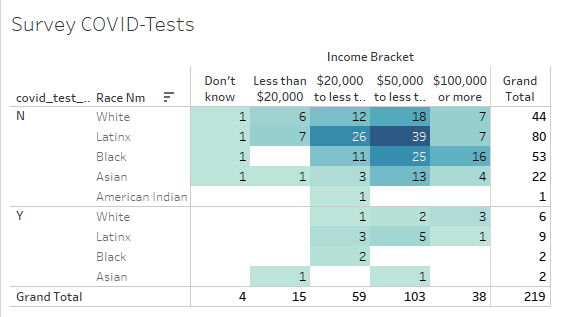 Survey COVID-Tests
Income Bracket
Don't Less than $20,000 $50,000 $100,000 Grand
covid_test_.. Race Nm know $20,000 to less t.. to less t.. or more Total
N White 1 6 12 18 7 44
Latinx 1 7 26 39 7 80
Black 1 11 25 16 53
Asian 1 1 3 13 4 22
American Indian 1 1
Y White 1 2 3 6
Latinx 3 5 1 9
Black 2 2
Asian 1 1 2
Grand Total 4 15 59 103 38 219